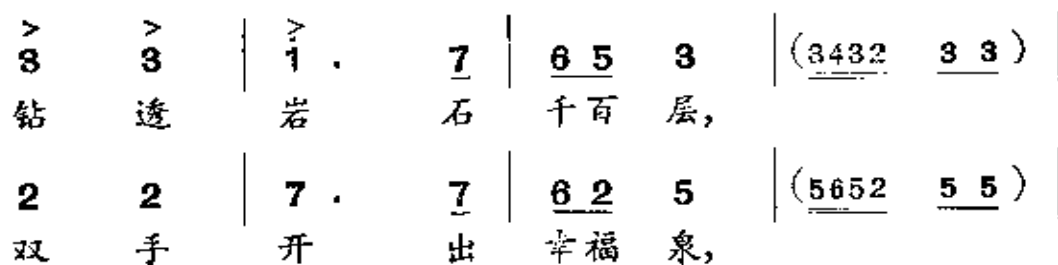 3 3 | 1 . 7 | 6 5 3 | (3432 3 3) |
钻 透 岩 石 千百 层,
2 2 | 7 . 7 | 6 2 5 | (5652 5 5) |
双 手 开 出 幸福 泉,